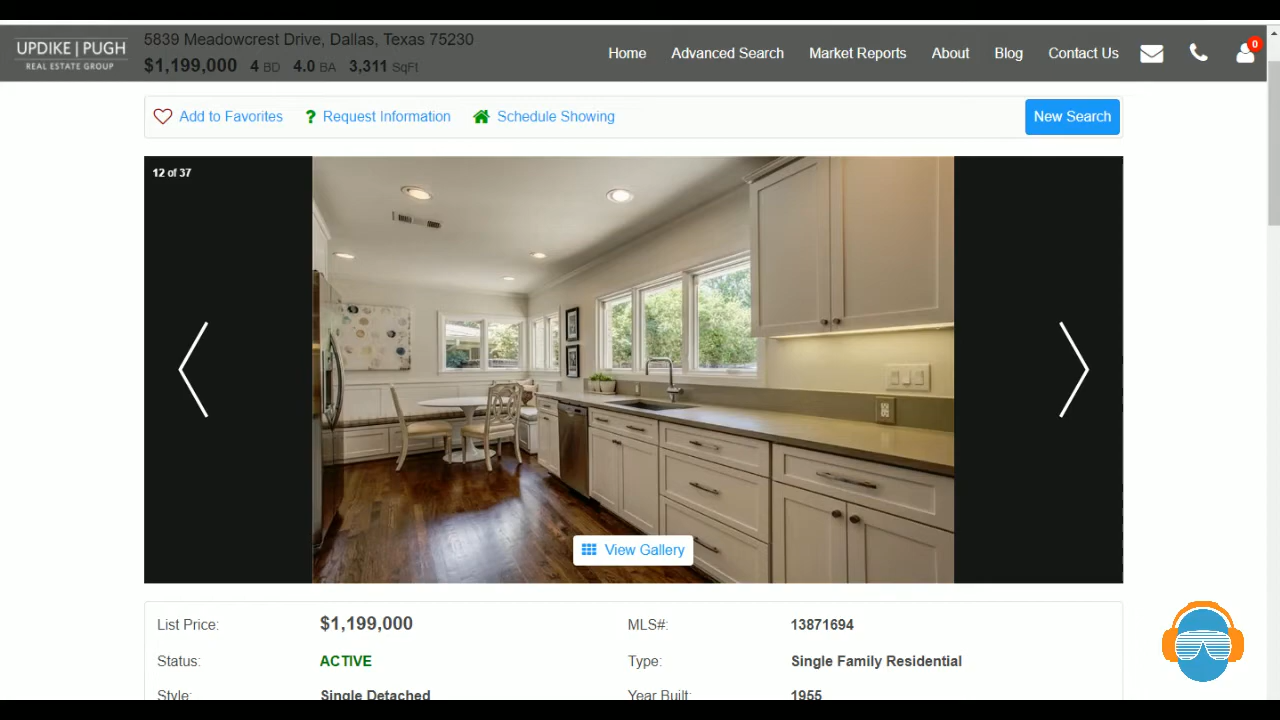 UPDIKE | PUGH
REAL ESTATE GROUP
5839 Meadowcrest Drive, Dallas, Texas 75230
$1,199,000 4 BD 4.0 BA 3,311 SqFt
Home Advanced Search Market Reports About Blog Contact Us 0
Add to Favorites ? Request Information Schedule Showing New Search
12 of 37
View Gallery
List Price: $1,199,000 MLS#: 13871694
Status: ACTIVE Type: Single Family Residential
Style: Single Detached Year Built: 1955